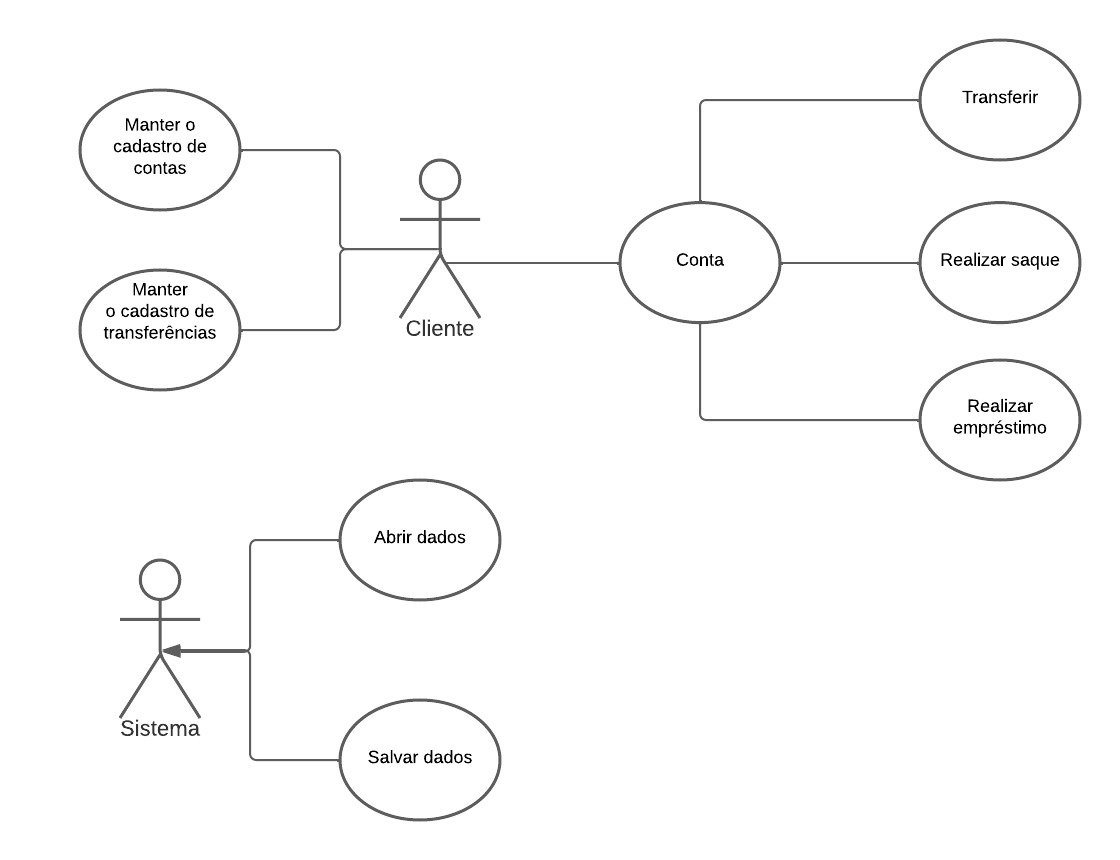 Transferir
Manter o
cadastro de
contas
Conta
Realizar saque
Manter
o cadastro de
transferências
Cliente
Realizar
empréstimo
Abrir dados
Sistema
Salvar dados